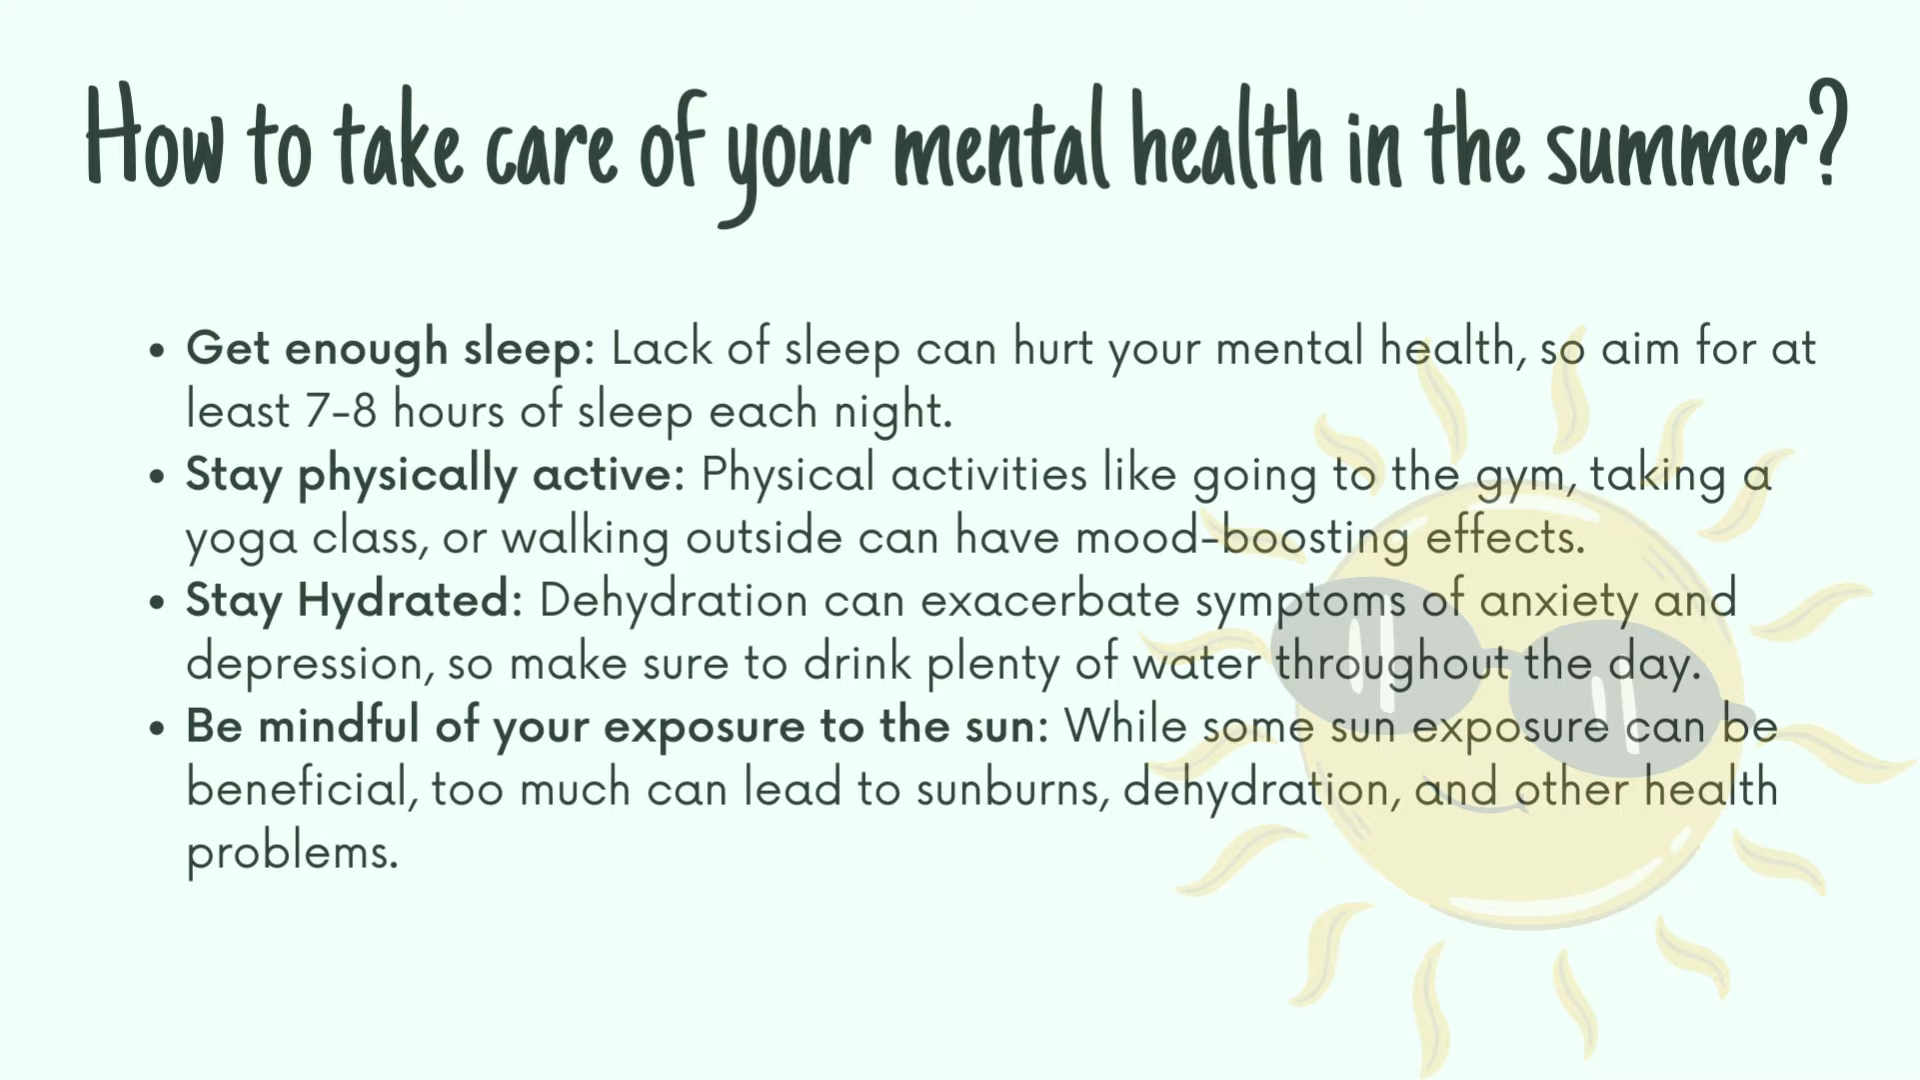 How to take care of your mental health in the summer?
• Get enough sleep: Lack of sleep can hurt your mental health, so aim for at
least 7-8 hours of sleep each night.
• Stay physically active: Physical activities like going to the gym, taking a
yoga class, or walking outside can have mood-boosting effects.
• Stay Hydrated: Dehydration can exacerbate symptoms of anxiety and
depression, so make sure to drink plenty of water throughout the day.
• Be mindful of your exposure to the sun: While some sun exposure can be
beneficial, too much can lead to sunburns, dehydration, and other health
problems.